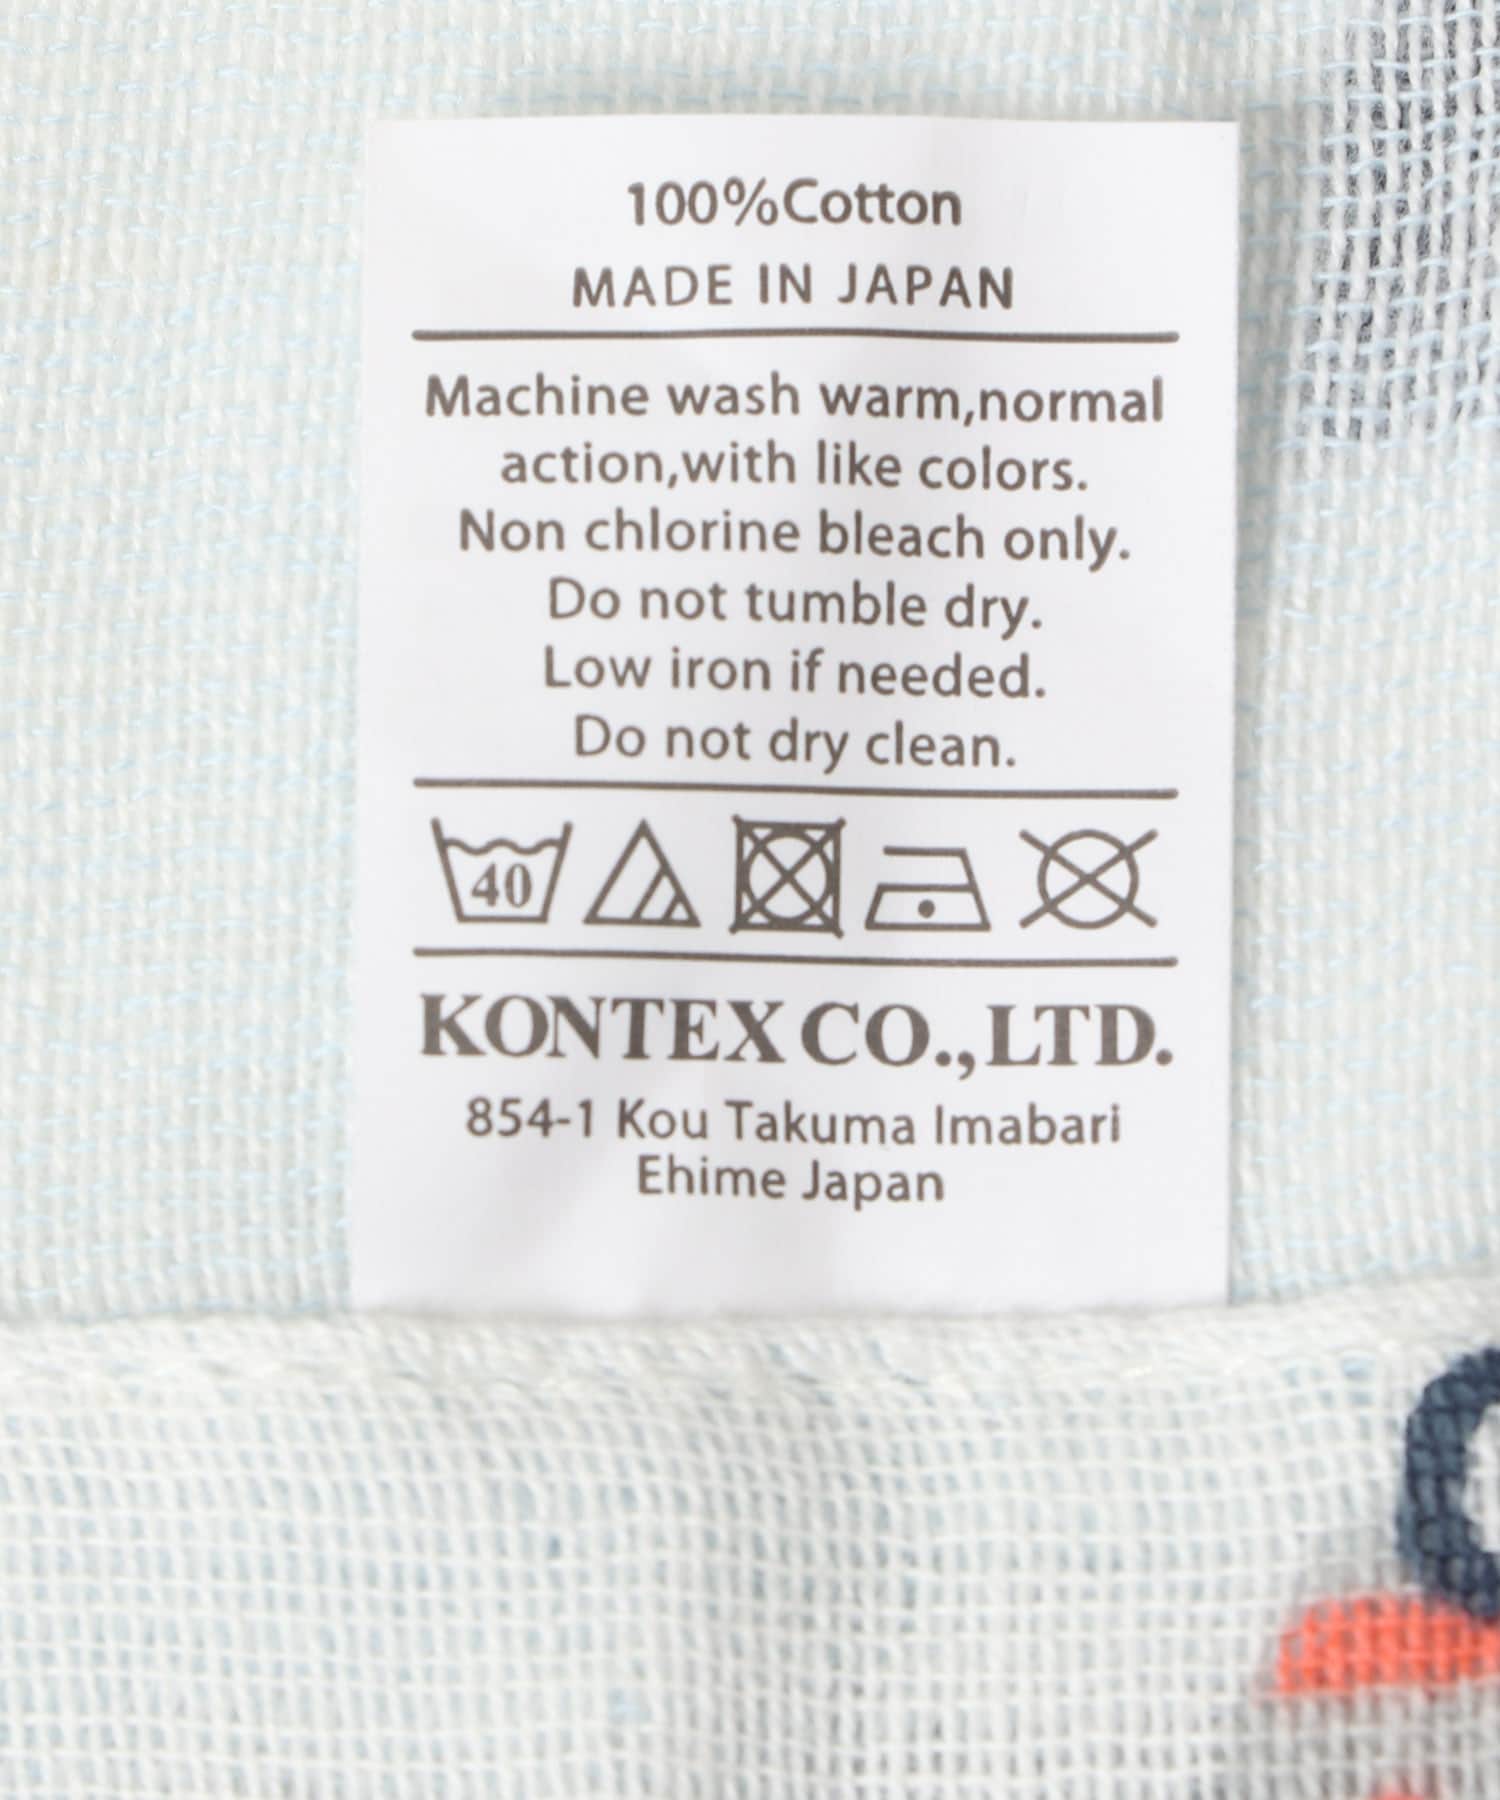 100%Cotton
MADE IN JAPAN
Machine wash warm,normal
action,with like colors.
Non chlorine bleach only.
Do not tumble dry.
Low iron if needed.
Do not dry clean.
40
KONTEX CO., LTD.
854-1 Kou Takuma Imabari
Ehime Japan